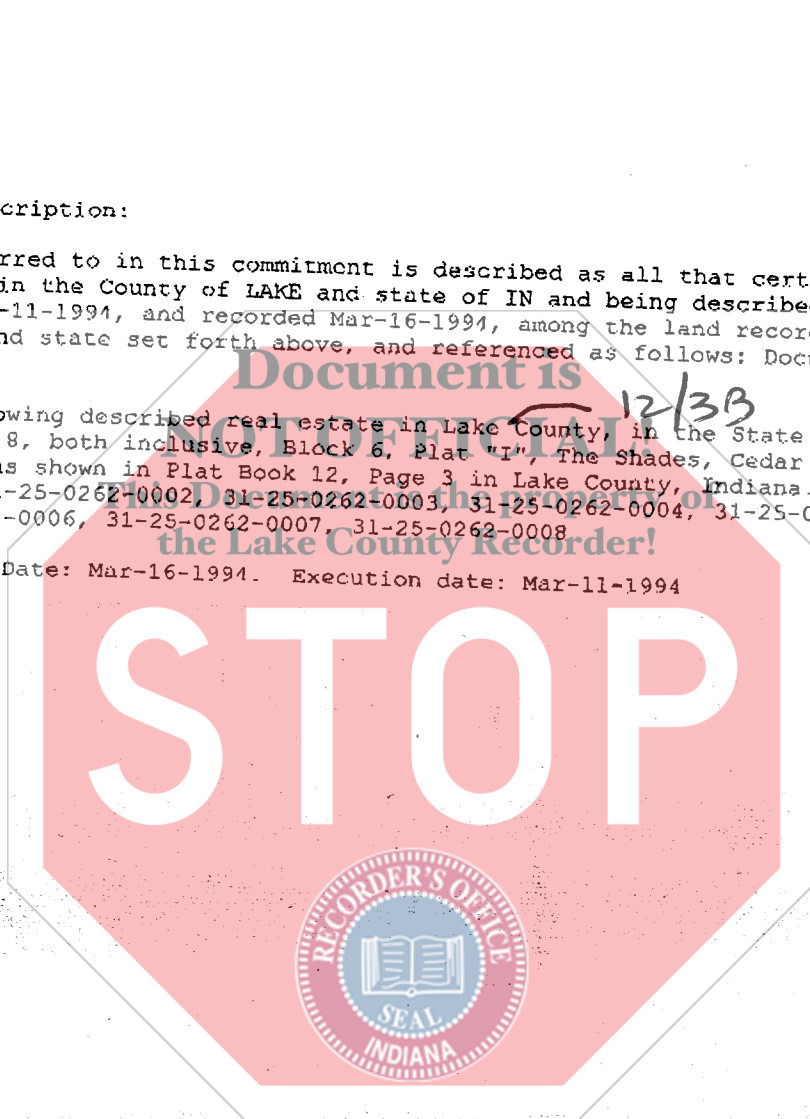 cription:
rred to in this commitment is described as all that cert
in the County of LAKE and state of IN and being describe
-11-1994, and recorded Mar-16-1994, among the land recor
nd state set forth above, and referenced as follows: Doc
Document is
12/3B
owing described real estate in Lake County, in the State
NOT OFFICIAL!
8, both inclusive, Block 6, Plat "I", The Shades, Cedar
s shown in Plat Book 12, Page 3 in Lake County, Indiana.
This Document is the property of
-25-0262-0002, 31-25-0262-0003, 31-25-0262-0004, 31-25-0
-0006, 31-25-0262-0007, 31-25-0262-0008
the Lake County Recorder!
Date: Mar-16-1994. Execution date: Mar-11-1994
STOP
RECORDER'S OFFICE
SEAL
INDIANA